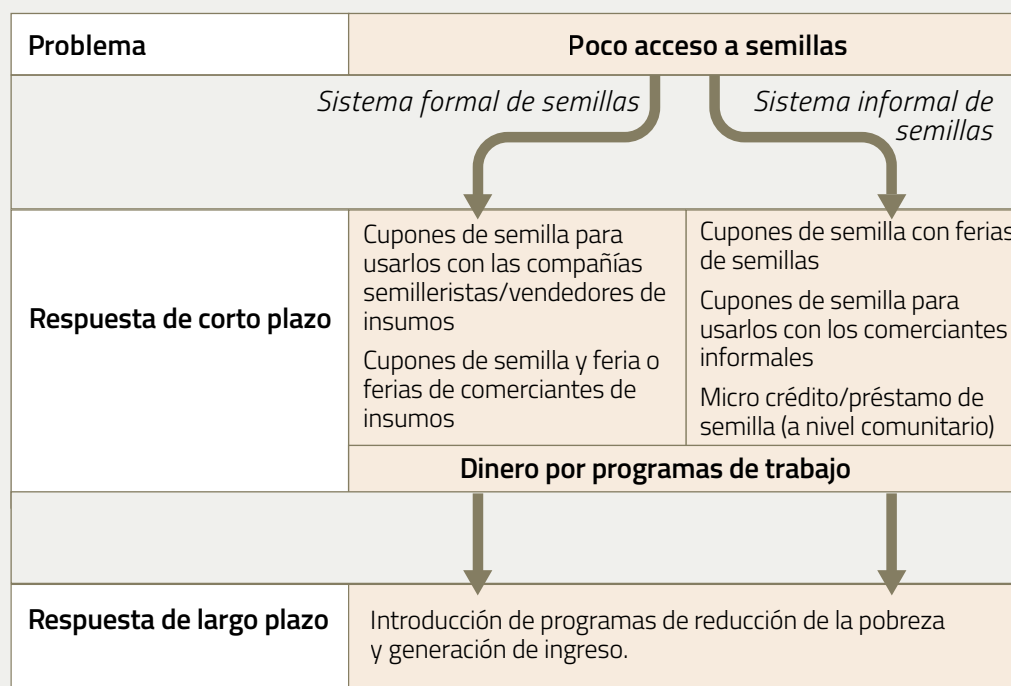 Problema
Poco acceso a semillas
Sistema formal de semillas
Sistema informal de
semillas
Respuesta de corto plazo
Cupones de semilla para
usarlos con las compañías
semilleristas/vendedores de
insumos
Cupones de semilla y feria o
ferias de comerciantes de
insumos
Cupones de semilla con ferias
de semillas
Cupones de semilla para
usarlos con los comerciantes
informales
Micro crédito/préstamo de
semilla (a nivel comunitario)
Dinero por programas de trabajo
Respuesta de largo plazo
Introducción de programas de reducción de la pobreza
y generación de ingreso.